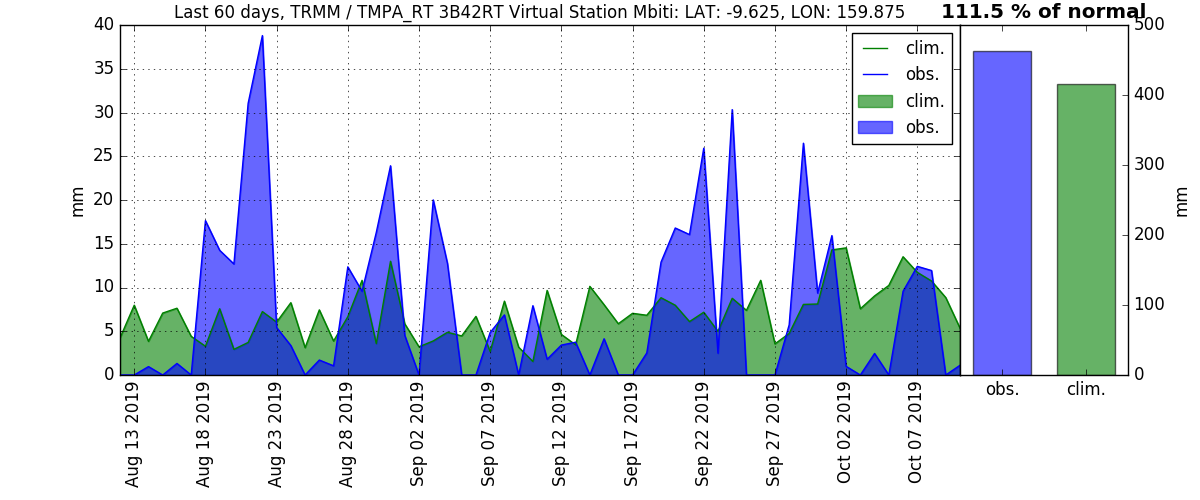 Last 60 days, TRMM / TMPA_RT 3B42RT Virtual Station Mbiti: LAT: -9.625, LON: 159.875
111.5 % of normal
40
35
30
25
20
15
10
5
0
mm
clim.
obs.
clim.
obs.
Aug 13 2019
Aug 18 2019
Aug 23 2019
Aug 28 2019
Sep 02 2019
Sep 07 2019
Sep 12 2019
Sep 17 2019
Sep 22 2019
Sep 27 2019
Oct 02 2019
Oct 07 2019
500
400
300
200
100
0
mm
obs.
clim.